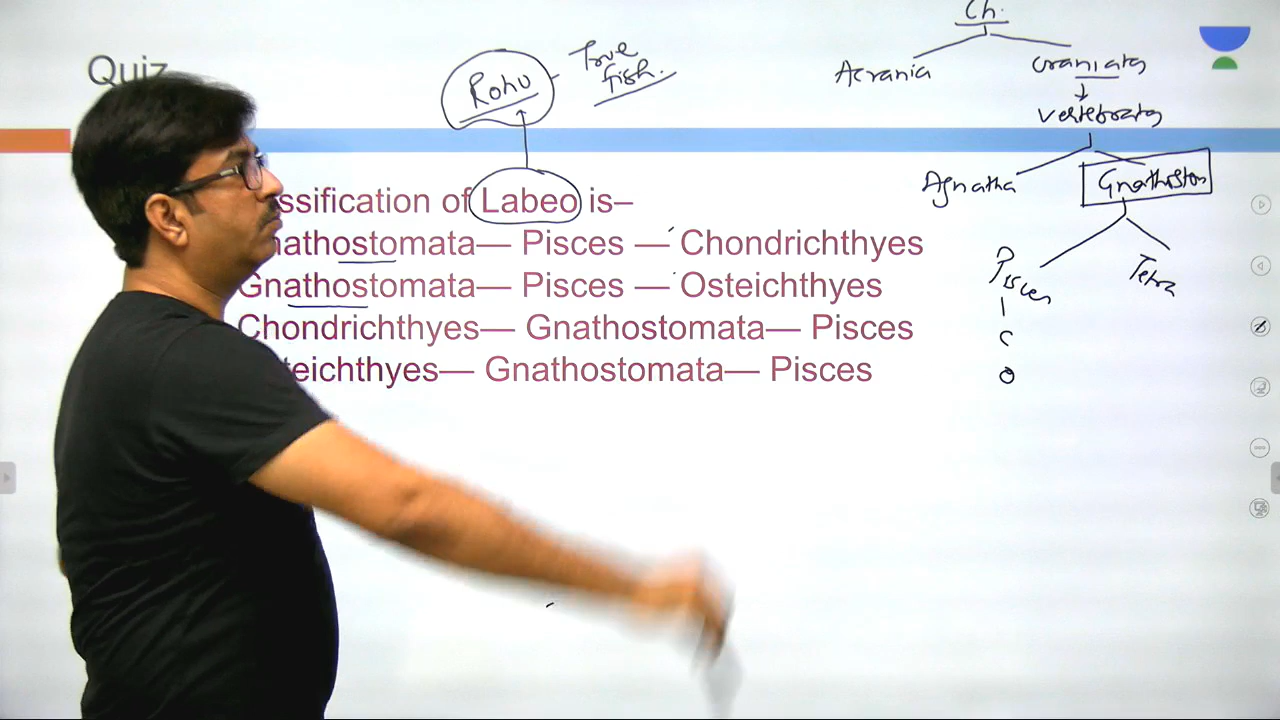 Quiz
Rohu
True
fish.
Ch.
Acrania
craniata
vertebrata
Agnatha
Gnathostom
Pisces
Tetra
C
O
ssification of Labeo is–
nathostomata— Pisces — Chondrichthyes
Gnathostomata— Pisces — Osteichthyes
Chondrichthyes— Gnathostomata— Pisces
teichthyes— Gnathostomata— Pisces